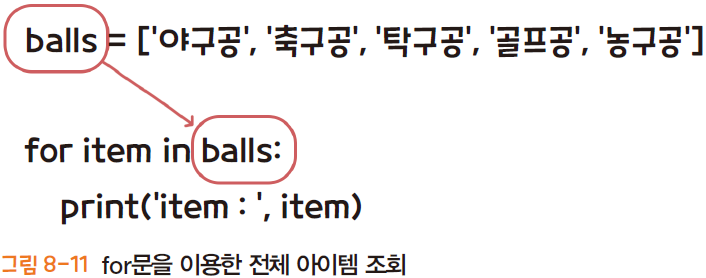 balls = ['야구공', '축구공', '탁구공', '골프공', '농구공']
for item in balls:
print('item : ', item)
그림 8-11 for문을 이용한 전체 아이템 조회